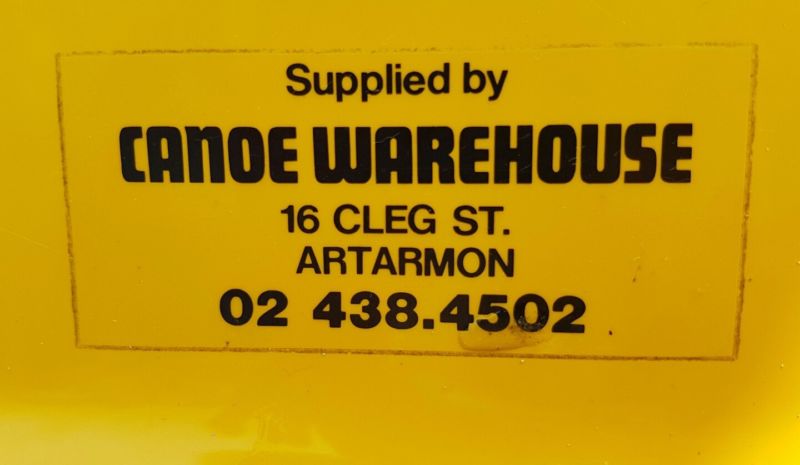 Supplied by
CANOE WAREHOUSE
16 CLEG ST.
ARTARMON
02 438.4502